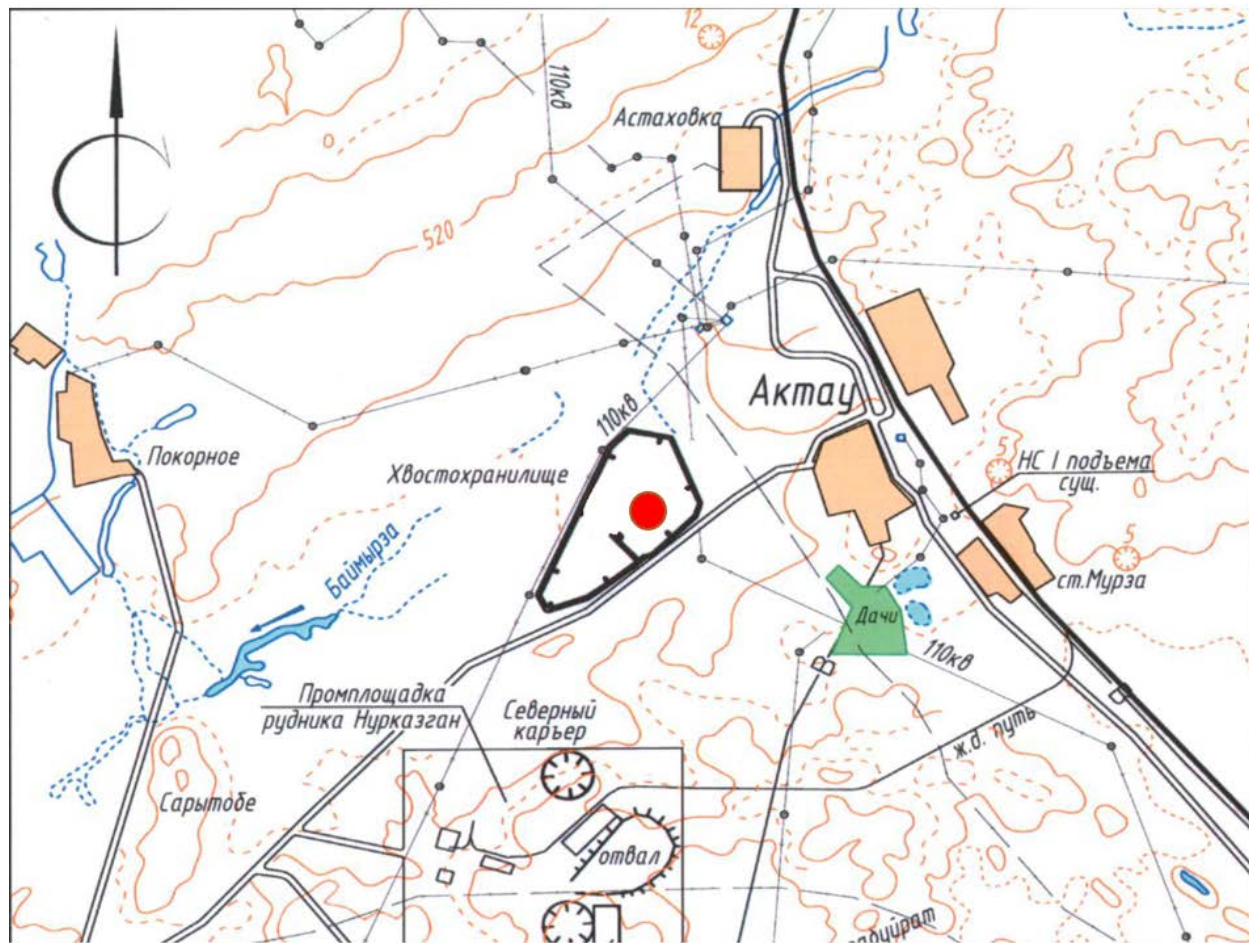 12
110кв
Астаховка
520
Актау
110кв
Покорное
Хвостохранилище
5
НС I подъема
сущ.
5
Баймырза
ст.Мурза
Дачи
110кв
Промплощадка
рудника Нурказган
Северный
карьер
ж.д. путь
Сарытобе
отвал